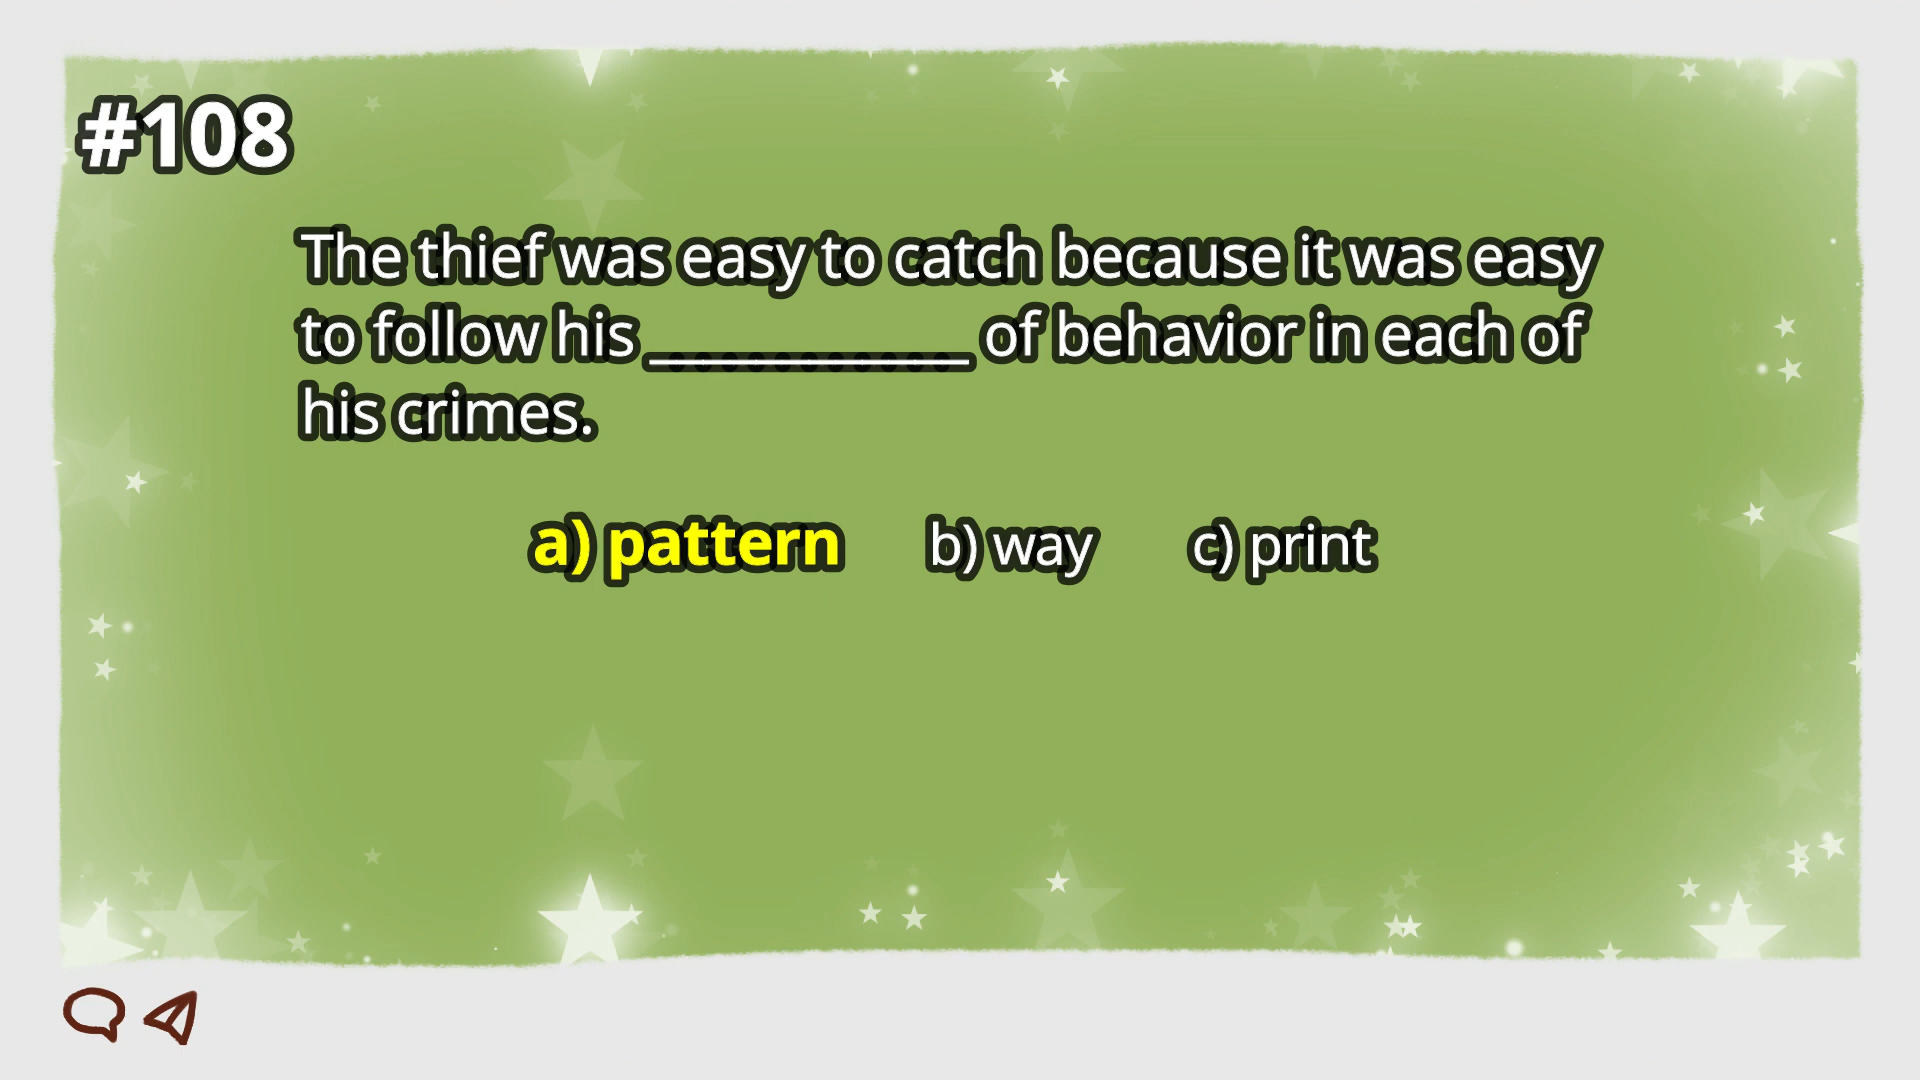 #108
The thief was easy to catch because it was easy
to follow his ____________ of behavior in each of
his crimes.
a) pattern b) way c) print